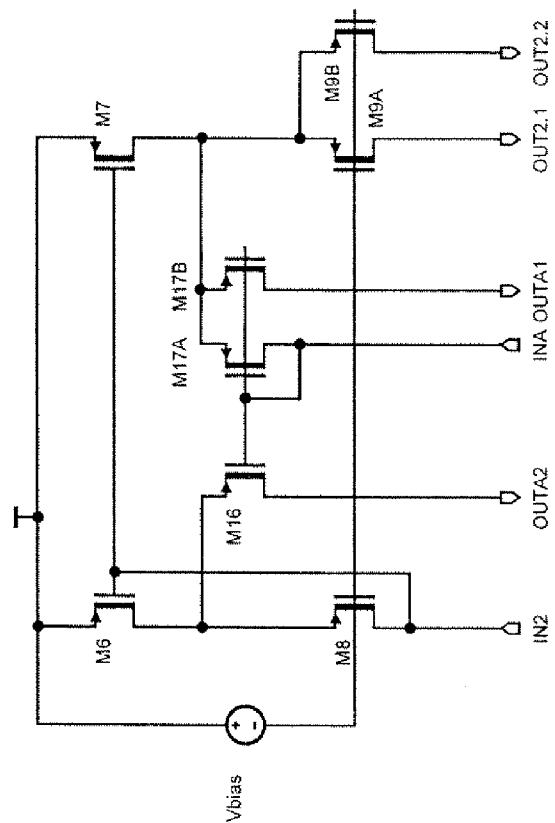 Vbias
M6
M7
M8
M16
M17A
M17B
M9B
M9A
IN2
OUTA2
INA
OUTA1
OUT2.1
OUT2.2
+
-